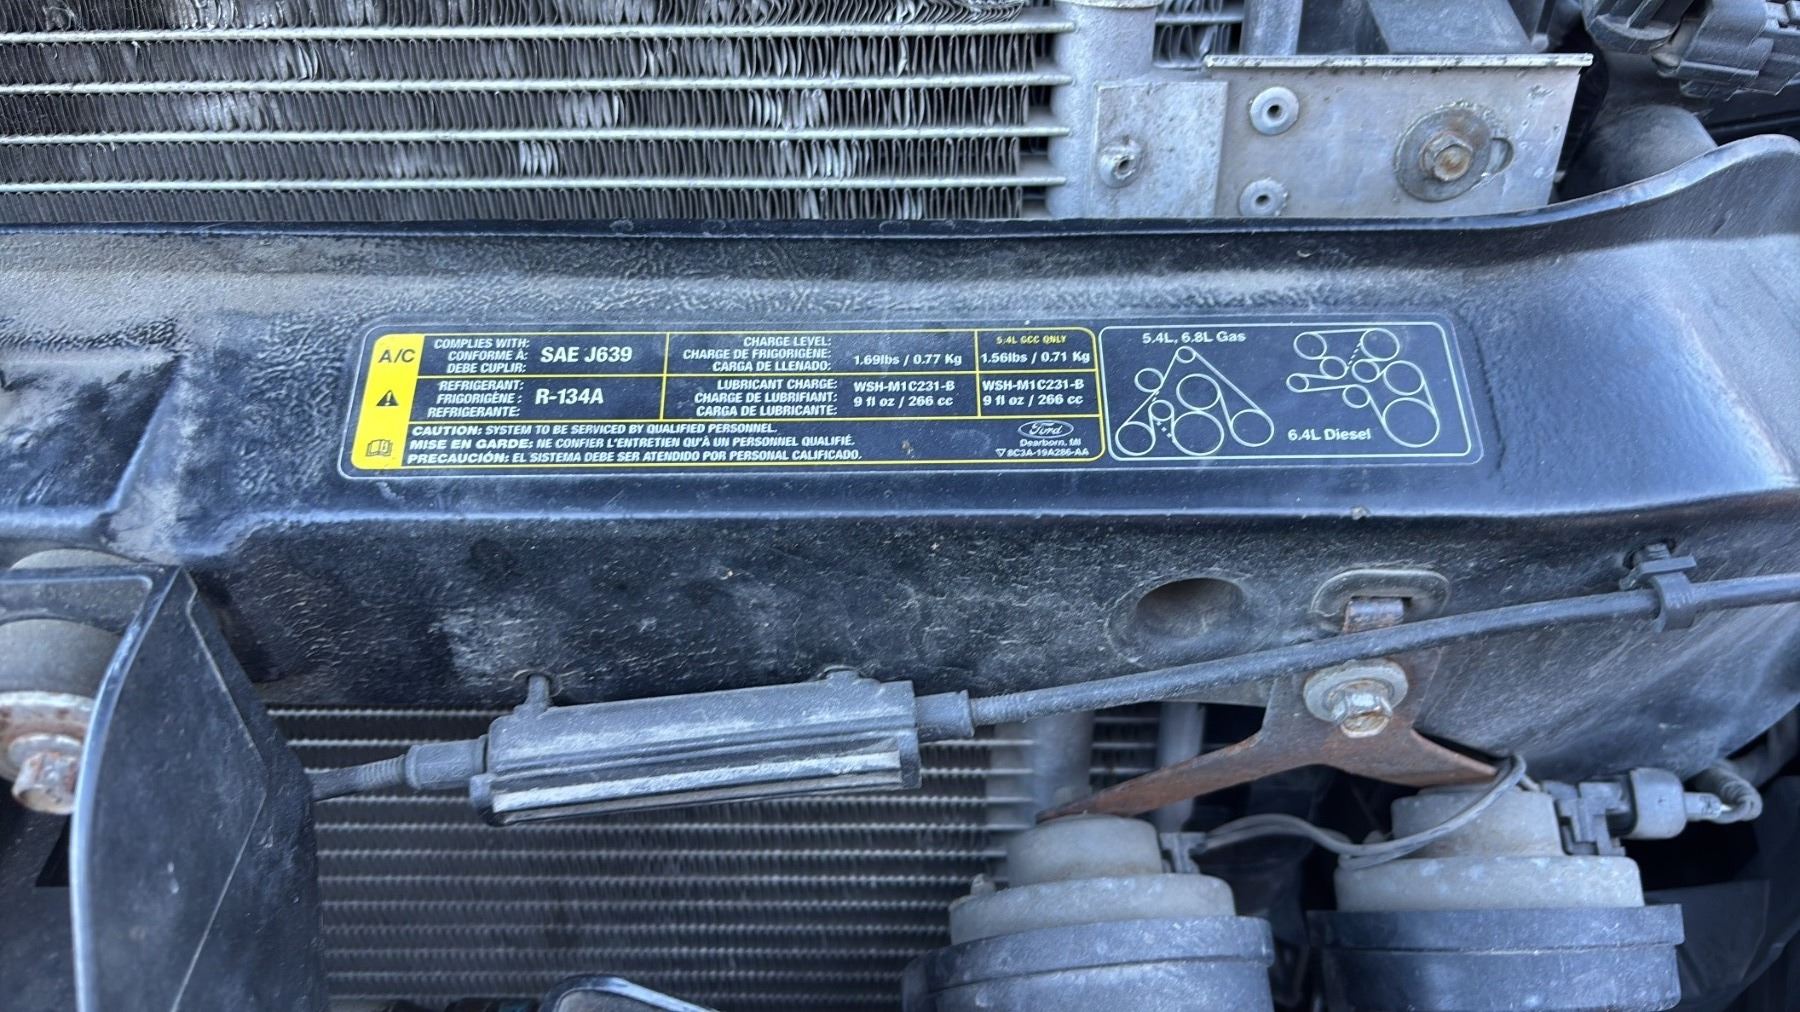 A/C
COMPLIES WITH:
CONFORME À:
DEBE CUPLIR:
SAE J639
CHARGE LEVEL:
CHARGE DE FRIGORIGÈNE:
CARGA DE LLENADO:
1.69lbs / 0.77 Kg
5.4L GCC ONLY
1.56lbs / 0.71 Kg
REFRIGERANT:
FRIGORIGÈNE:
REFRIGERANTE:
R-134A
LUBRICANT CHARGE:
CHARGE DE LUBRIFIANT:
CARGA DE LUBRICANTE:
WSH-M1C231-B
9 fl oz / 266 cc
WSH-M1C231-B
9 fl oz / 266 cc
CAUTION: SYSTEM TO BE SERVICED BY QUALIFIED PERSONNEL.
MISE EN GARDE: NE CONFIER L'ENTRETIEN QU'À UN PERSONNEL QUALIFIÉ.
PRECAUCIÓN: EL SISTEMA DEBE SER ATENDIDO POR PERSONAL CALIFICADO.
Ford
Dearborn, MI
8C3A-19A286-AA
5.4L, 6.8L Gas
6.4L Diesel